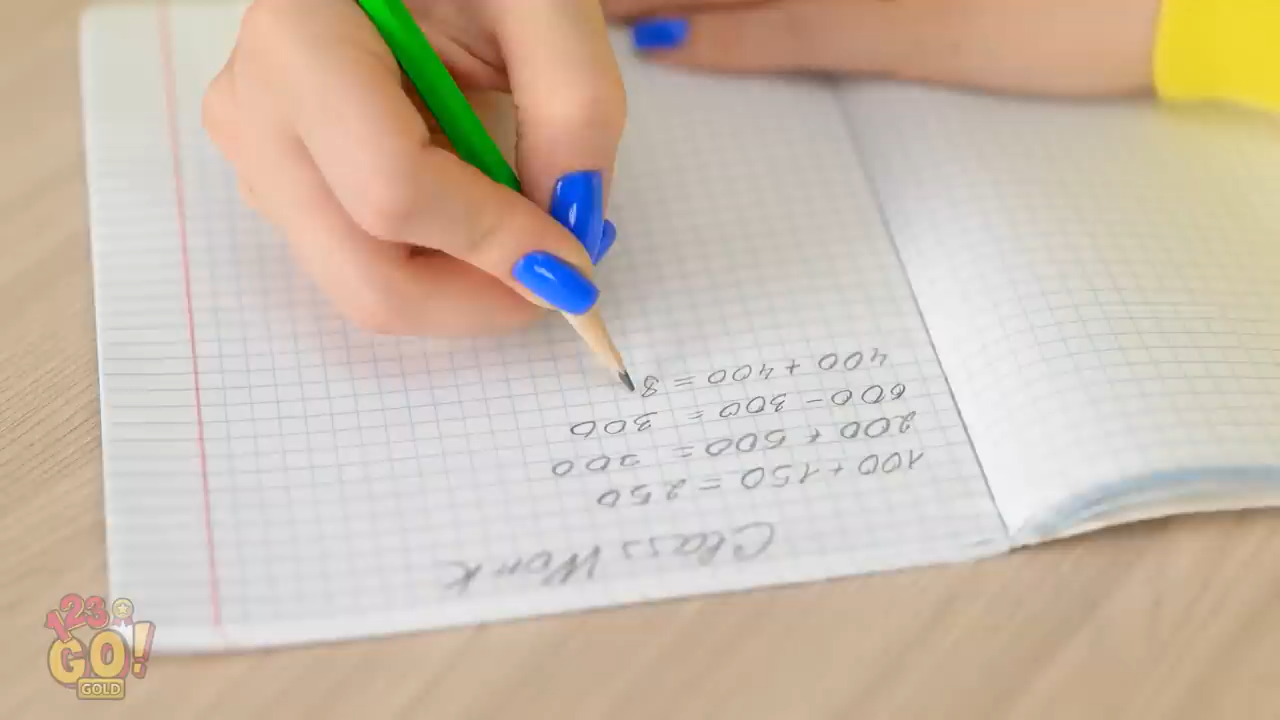 Class Work
100 + 150 = 250
200 + 500 = 700
600 - 300 = 300
400 + 400 = 8
123
GO!
GOLD